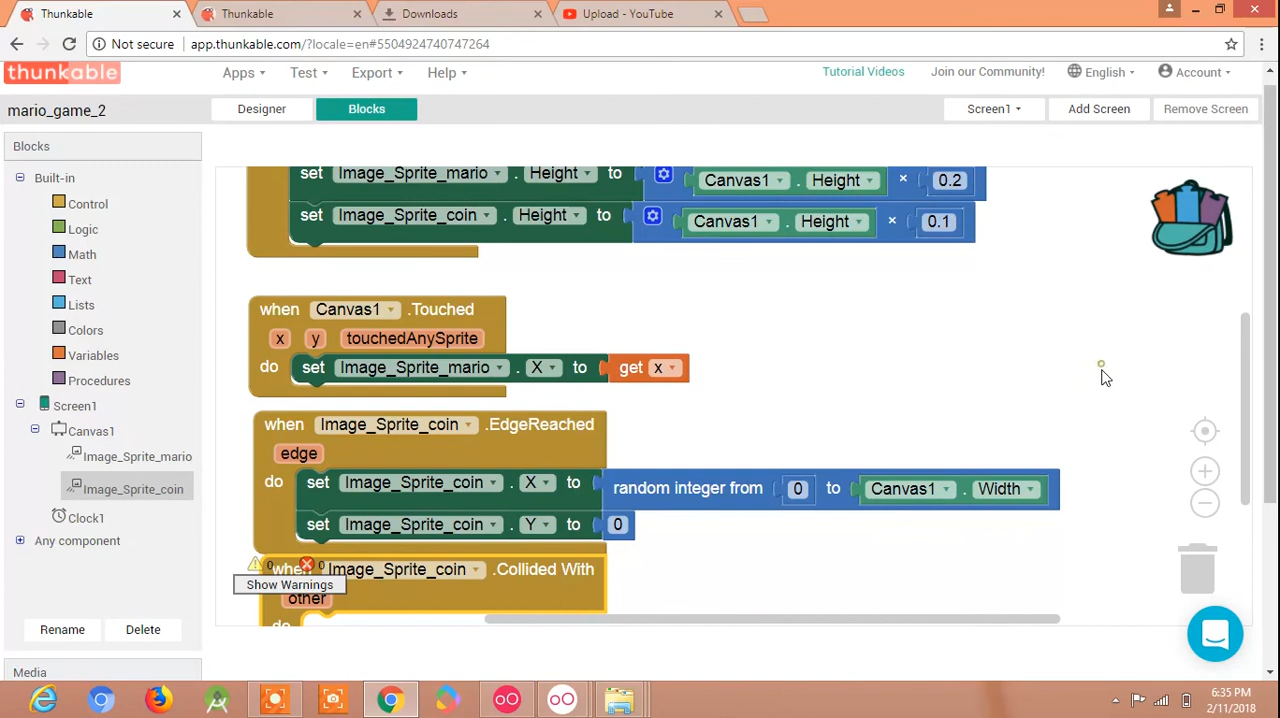 Thunkable
Thunkable
Downloads
Upload - YouTube
Not secure
app.thunkable.com/?locale=en#5504924740747264
thunkable
Apps
Test
Export
Help
Tutorial Videos
Join our Community!
English
Account
mario_game_2
Designer
Blocks
Screen1
Add Screen
Remove Screen
Blocks
Built-in
Control
Logic
Math
Text
Lists
Colors
Variables
Procedures
Screen1
Canvas1
Image_Sprite_mario
Image_Sprite_coin
Clock1
Any component
Rename
Delete
Media
set Image_Sprite_mario . Height to Canvas1 . Height × 0.2
set Image_Sprite_coin . Height to Canvas1 . Height × 0.1
when Canvas1 .Touched
x y touchedAnySprite
do set Image_Sprite_mario . X to get x
when Image_Sprite_coin .EdgeReached
edge
do set Image_Sprite_coin . X to random integer from 0 to Canvas1 . Width
set Image_Sprite_coin . Y to 0
when Image_Sprite_coin .Collided With
0 0
Show Warnings
other
do
6:35 PM
2/11/2018